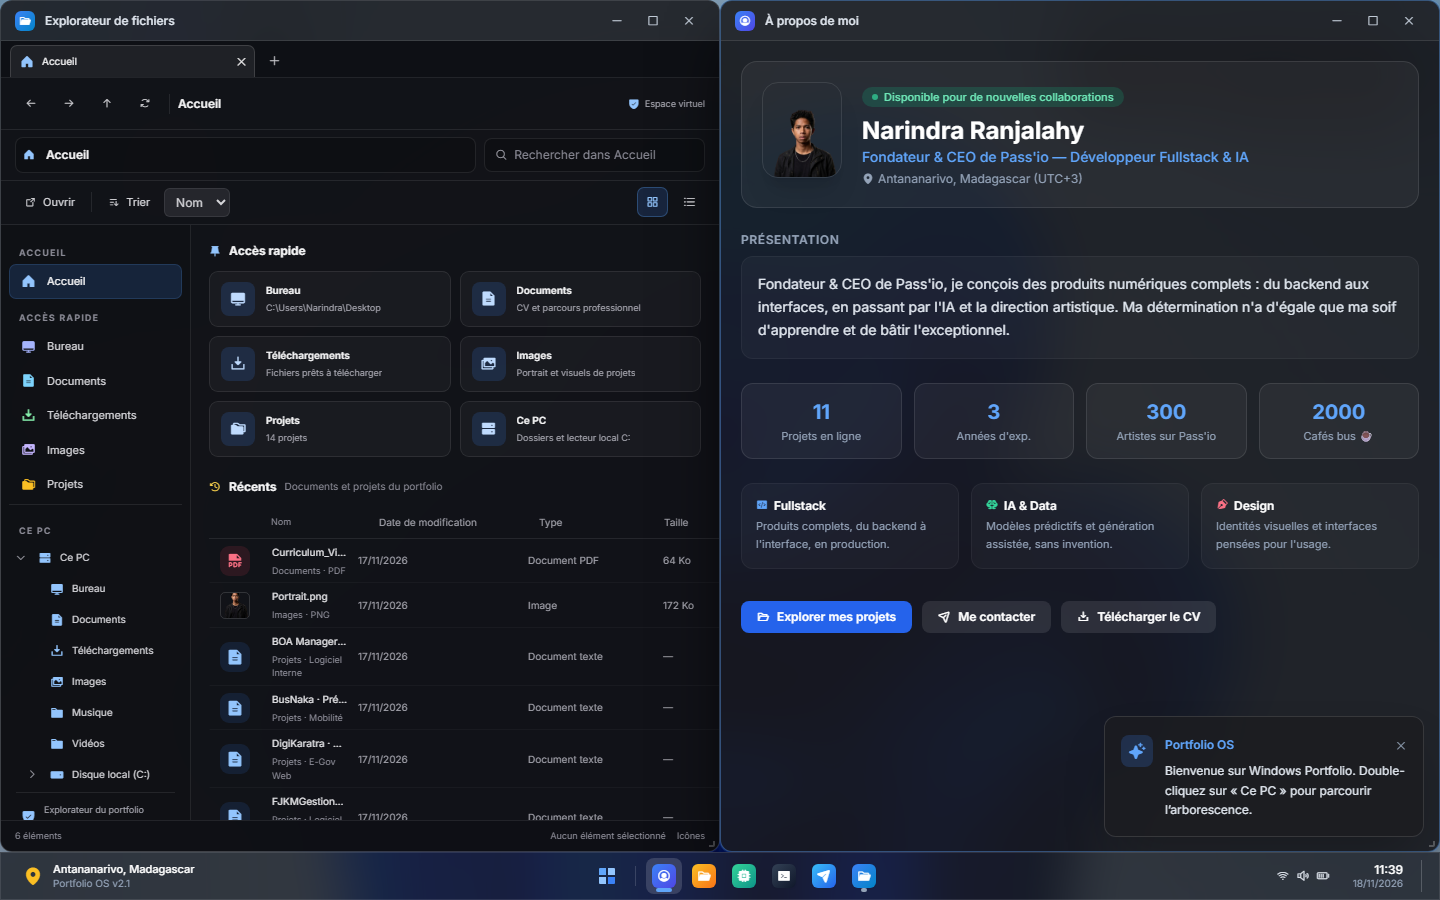 Explorateur de fichiers
Accueil
Accueil
Espace virtuel
Accueil
Rechercher dans Accueil
Ouvrir
Trier
Nom
ACCUEIL
Accueil
ACCÈS RAPIDE
Bureau
Documents
Téléchargements
Images
Projets
CE PC
Ce PC
Bureau
Documents
Téléchargements
Images
Musique
Vidéos
Disque local (C:)
Explorateur du portfolio
Accès rapide
Bureau
C:\Users\Narindra\Desktop
Documents
CV et parcours professionnel
Téléchargements
Fichiers prêts à télécharger
Images
Portrait et visuels de projets
Projets
14 projets
Ce PC
Dossiers et lecteur local C:
Récents Documents et projets du portfolio
Nom Date de modification Type Taille
PDF
Curriculum_Vi... 17/11/2026 Document PDF 64 Ko
Documents · PDF
Portrait.png 17/11/2026 Image 172 Ko
Images · PNG
BOA Manager... 17/11/2026 Document texte —
Projets · Logiciel
Interne
BusNaka · Pré... 17/11/2026 Document texte —
Projets · Mobilité
DigiKaratra · ... 17/11/2026 Document texte —
Projets · E-Gov
Web
FJKMGestion... 17/11/2026 Document texte —
Projets · Logiciel
6 éléments
Aucun élément sélectionné Icônes
À propos de moi
Disponible pour de nouvelles collaborations
Narindra Ranjalahy
Fondateur & CEO de Pass'io — Développeur Fullstack & IA
Antananarivo, Madagascar (UTC+3)
PRÉSENTATION
Fondateur & CEO de Pass'io, je conçois des produits numériques complets : du backend aux
interfaces, en passant par l'IA et la direction artistique. Ma détermination n'a d'égale que ma soif
d'apprendre et de bâtir l'exceptionnel.
11
Projets en ligne
3
Années d'exp.
300
Artistes sur Pass'io
2000
Cafés bus
Fullstack
Produits complets, du backend à
l'interface, en production.
IA & Data
Modèles prédictifs et génération
assistée, sans invention.
Design
Identités visuelles et interfaces
pensées pour l'usage.
Explorer mes projets
Me contacter
Télécharger le CV
Portfolio OS
Bienvenue sur Windows Portfolio. Double-
cliquez sur « Ce PC » pour parcourir
l’arborescence.
Antananarivo, Madagascar
Portfolio OS v2.1
11:39
18/11/2026